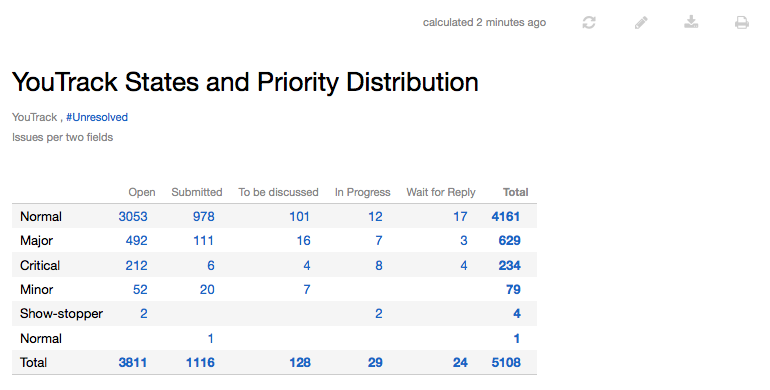 calculated 2 minutes ago
YouTrack States and Priority Distribution
YouTrack , #Unresolved
Issues per two fields
Open Submitted To be discussed In Progress Wait for Reply Total
Normal 3053 978 101 12 17 4161
Major 492 111 16 7 3 629
Critical 212 6 4 8 4 234
Minor 52 20 7 79
Show-stopper 2 2 4
Normal 1 1
Total 3811 1116 128 29 24 5108